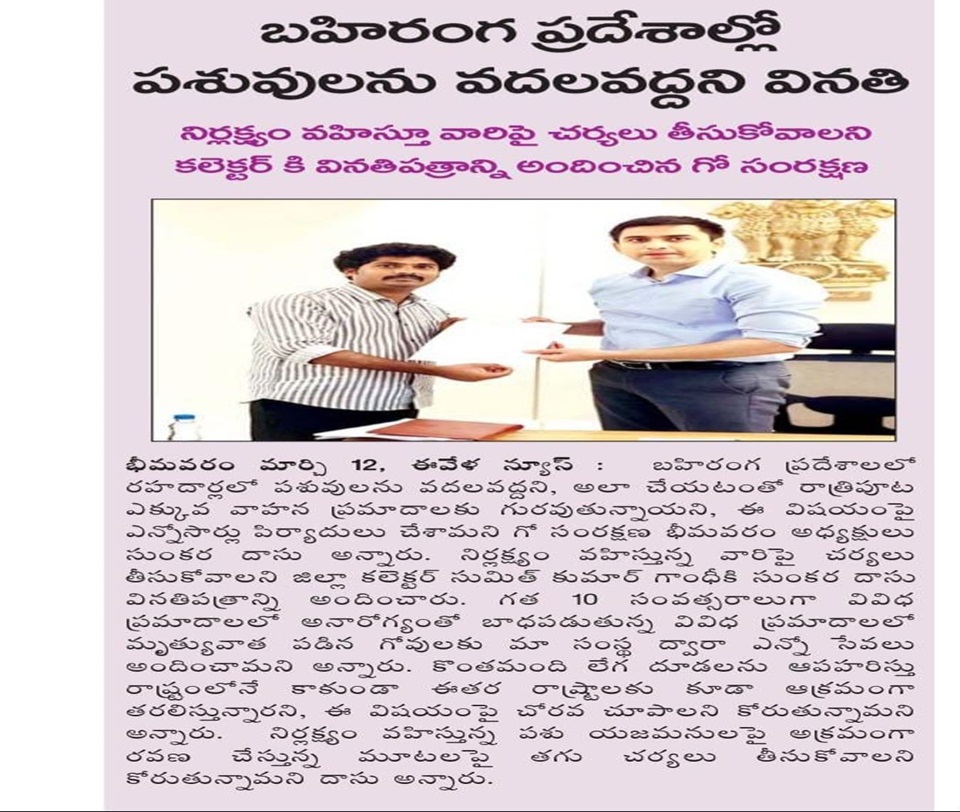 బహిరంగ ప్రదేశాల్లో
పశువులను వదలవద్దని వినతి
నిర్లక్ష్యం వహిస్తూ వారిపై చర్యలు తీసుకోవాలని
కలెక్టర్ కి వినతిపత్రాన్ని అందించిన గో సంరక్షణ
భీమవరం మార్చి 12, ఈవేళ న్యూస్ : బహిరంగ ప్రదేశాలలో
రహదార్లలో పశువులను వదలవద్దని, అలా చేయటంతో రాత్రిపూట
ఎక్కువ వాహన ప్రమాదాలకు గురవుతున్నాయని, ఈ విషయంపై
ఎన్నోసార్లు పిర్యాదులు చేశామని గో సంరక్షణ భీమవరం అధ్యక్షులు
సుంకర దాసు అన్నారు. నిర్లక్ష్యం వహిస్తున్న వారిపై చర్యలు
తీసుకోవాలని జిల్లా కలెక్టర్ సుమిత్ కుమార్ గాంధీకి సుంకర దాసు
వినతిపత్రాన్ని అందించారు. గత 10 సంవత్సరాలుగా వివిధ
ప్రమాదాలలో అనారోగ్యంతో బాధపడుతున్న వివిధ ప్రమాదాలలో
మృత్యువాత పడిన గోవులకు మా సంస్థ ద్వారా ఎన్నో సేవలు
అందించామని అన్నారు. కొంతమంది లేగ దూడలను ఆపహరిస్తు
రాష్ట్రంలోనే కాకుండా ఈతర రాష్ట్రాలకు కూడా ఆక్రమంగా
తరలిస్తున్నారని, ఈ విషయంపై చోరవ చూపాలని కోరుతున్నామని
అన్నారు. నిర్లక్ష్యం వహిస్తున్న పశు యజమనులపై అక్రమంగా
రవణ చేస్తున్న మూటలపై తగు చర్యలు తీసుకోవాలని
కోరుతున్నామని దాసు అన్నారు.